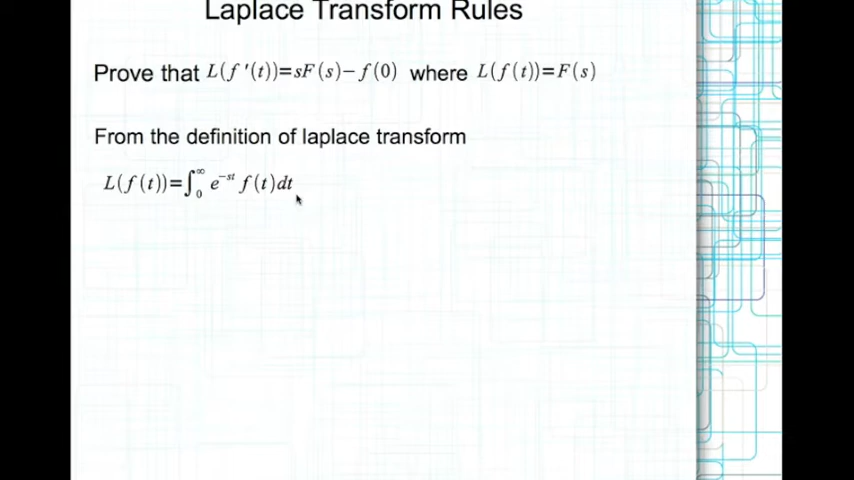 Laplace Transform Rules
Prove that L(f '(t))=sF(s)−f(0) where L(f(t))=F(s)
From the definition of laplace transform
L(f(t))=∫₀^∞ e^−st f(t)dt